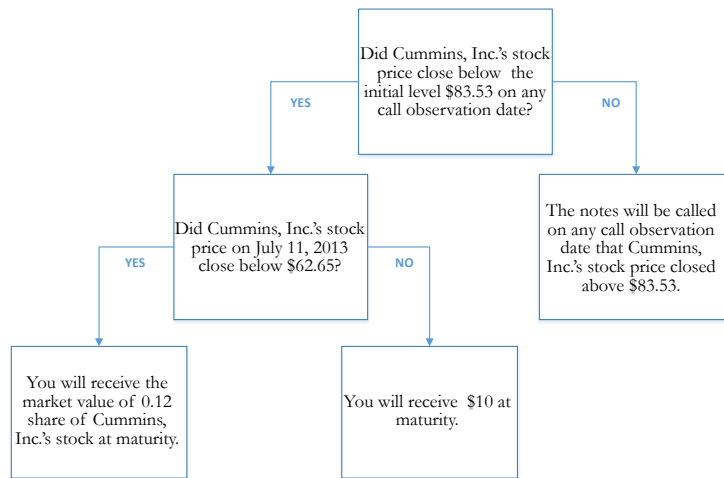 Did Cummins, Inc.'s stock
price close below the
initial level $83.53 on any
call observation date?
YES
NO
Did Cummins, Inc.'s stock
price on July 11, 2013
close below $62.65?
The notes will be called
on any call observation
date that Cummins,
Inc.'s stock price closed
above $83.53.
YES
NO
You will receive the
market value of 0.12
share of Cummins,
Inc.'s stock at maturity.
You will receive $10 at
maturity.